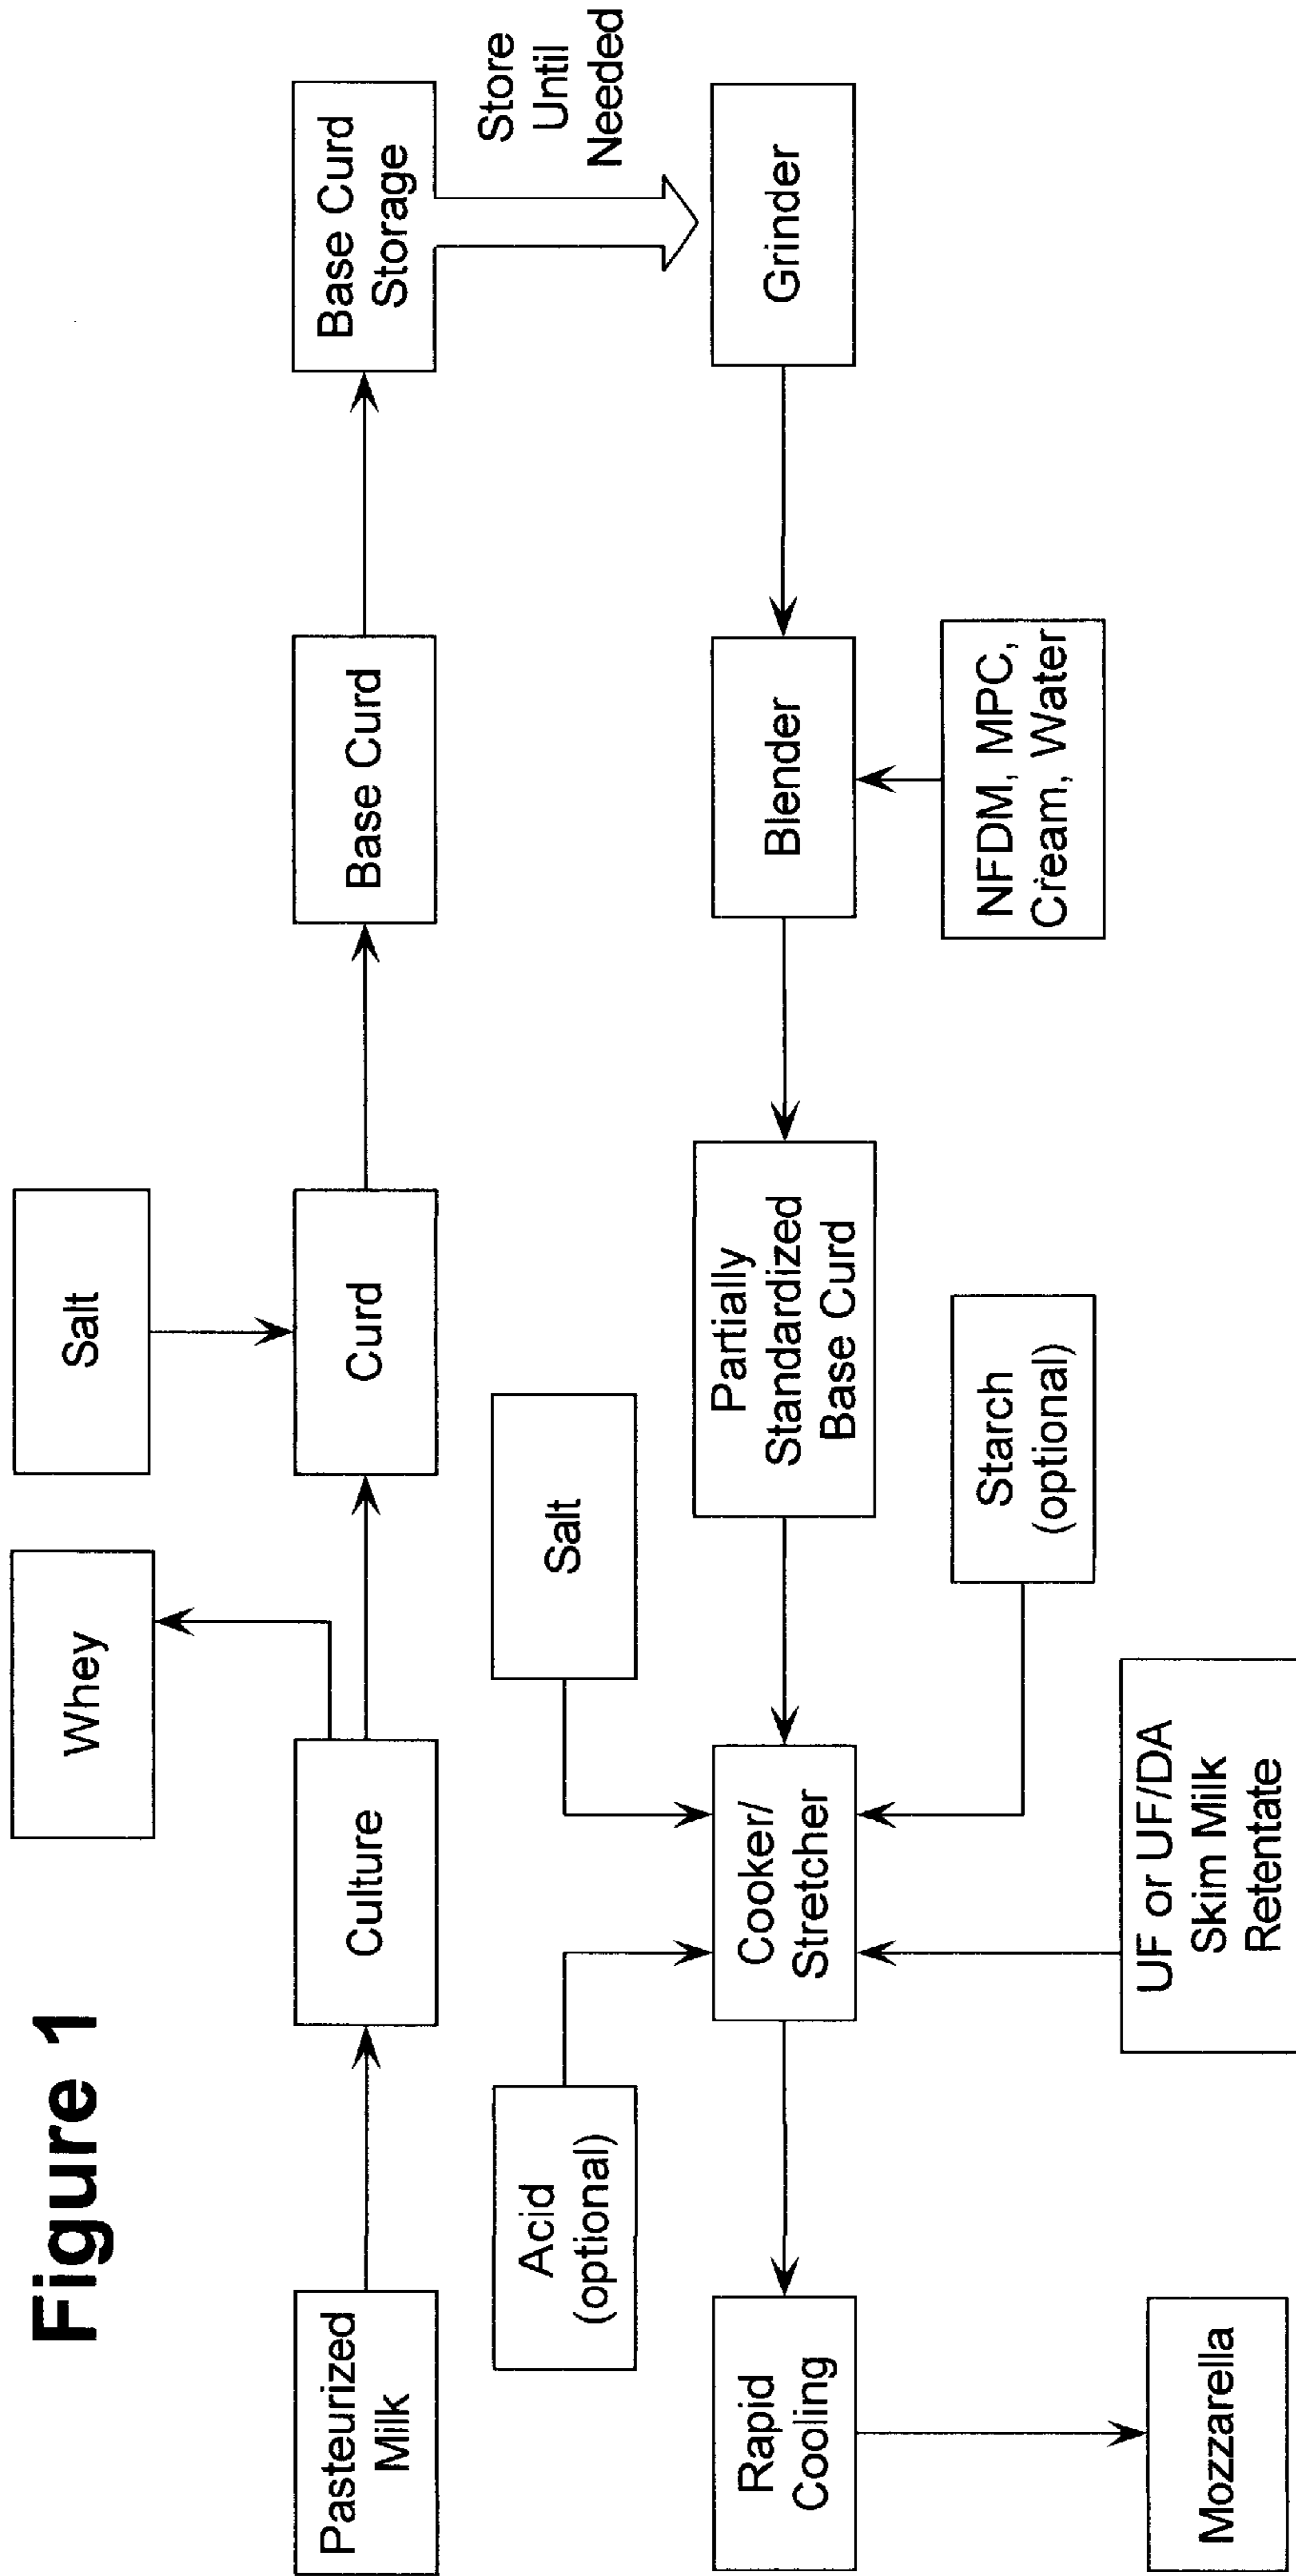 Figure 1
Whey
Salt
Pasteurized
Milk
Culture
Curd
Base Curd
Base Curd
Storage
Store
Until
Needed
Acid
(optional)
Salt
Rapid
Cooling
Cooker/
Stretcher
Partially
Standardized
Base Curd
Blender
Grinder
Mozzarella
UF or UF/DA
Skim Milk
Retentate
Starch
(optional)
NFDM, MPC,
Cream, Water